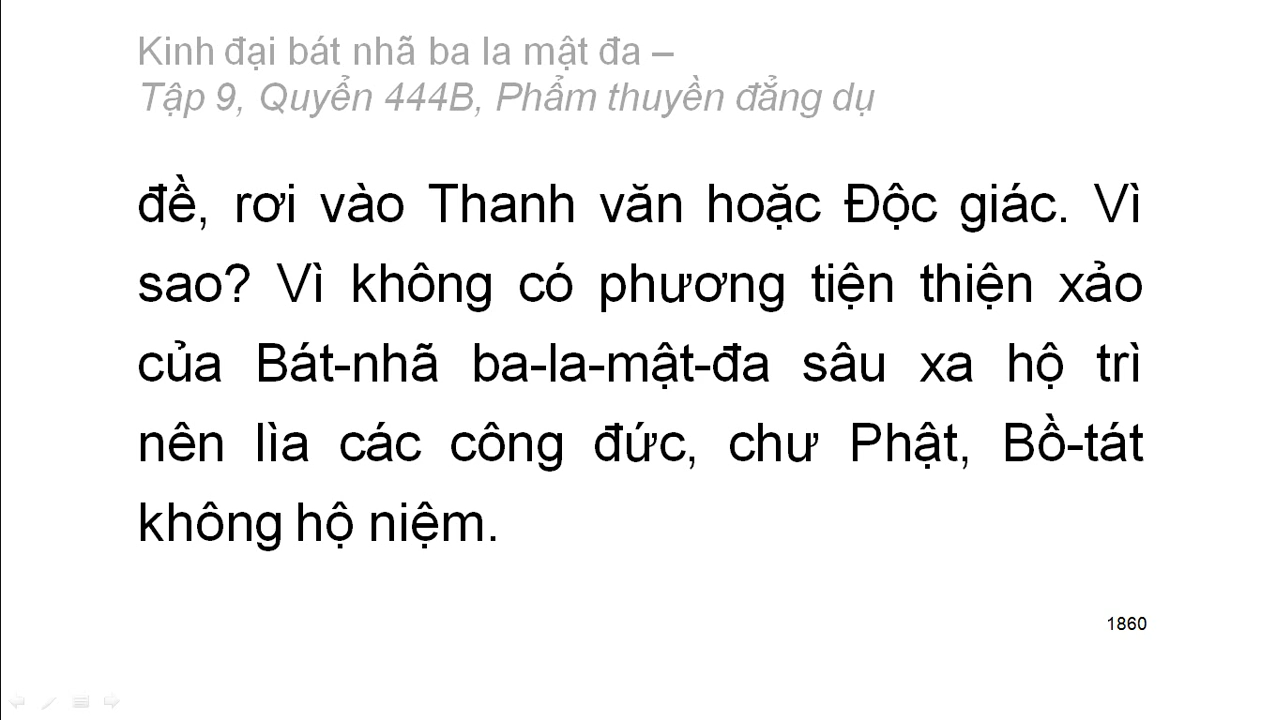 Kinh đại bát nhã ba la mật đa –
Tập 9, Quyển 444B, Phẩm thuyền đẳng dụ
đề, rơi vào Thanh văn hoặc Độc giác. Vì
sao? Vì không có phương tiện thiện xảo
của Bát-nhã ba-la-mật-đa sâu xa hộ trì
nên lìa các công đức, chư Phật, Bồ-tát
không hộ niệm.
1860